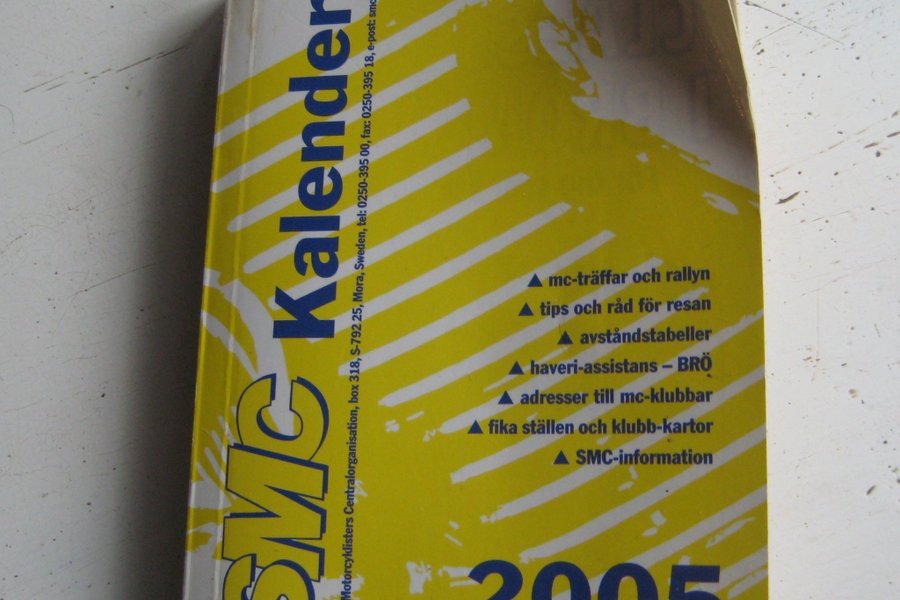 SMC Kalender
Motorcyklisters Centralorganisation, box 318, S-792 25, Mora, Sweden, tel: 0250-395 00, fax: 0250-395 18, e-post: smc
▲ mc-träffar och rallyn
▲ tips och råd för resan
▲ avståndstabeller
▲ haveri-assistans – BRÖ
▲ adresser till mc-klubbar
▲ fika ställen och klubb-kartor
▲ SMC-information
2005